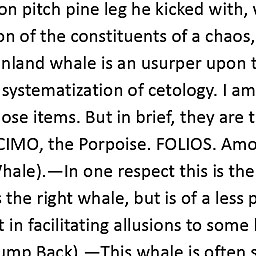 on pitch pine leg he kicked with,
on of the constituents of a chaos,
nland whale is an usurper upon t
systematization of cetology. I am
ose items. But in brief, they are t
CIMO, the Porpoise. FOLIOS. Amo
Whale).—In one respect this is the
s the right whale, but is of a less p
t in facilitating allusions to some
ump Back).—This whale is often s